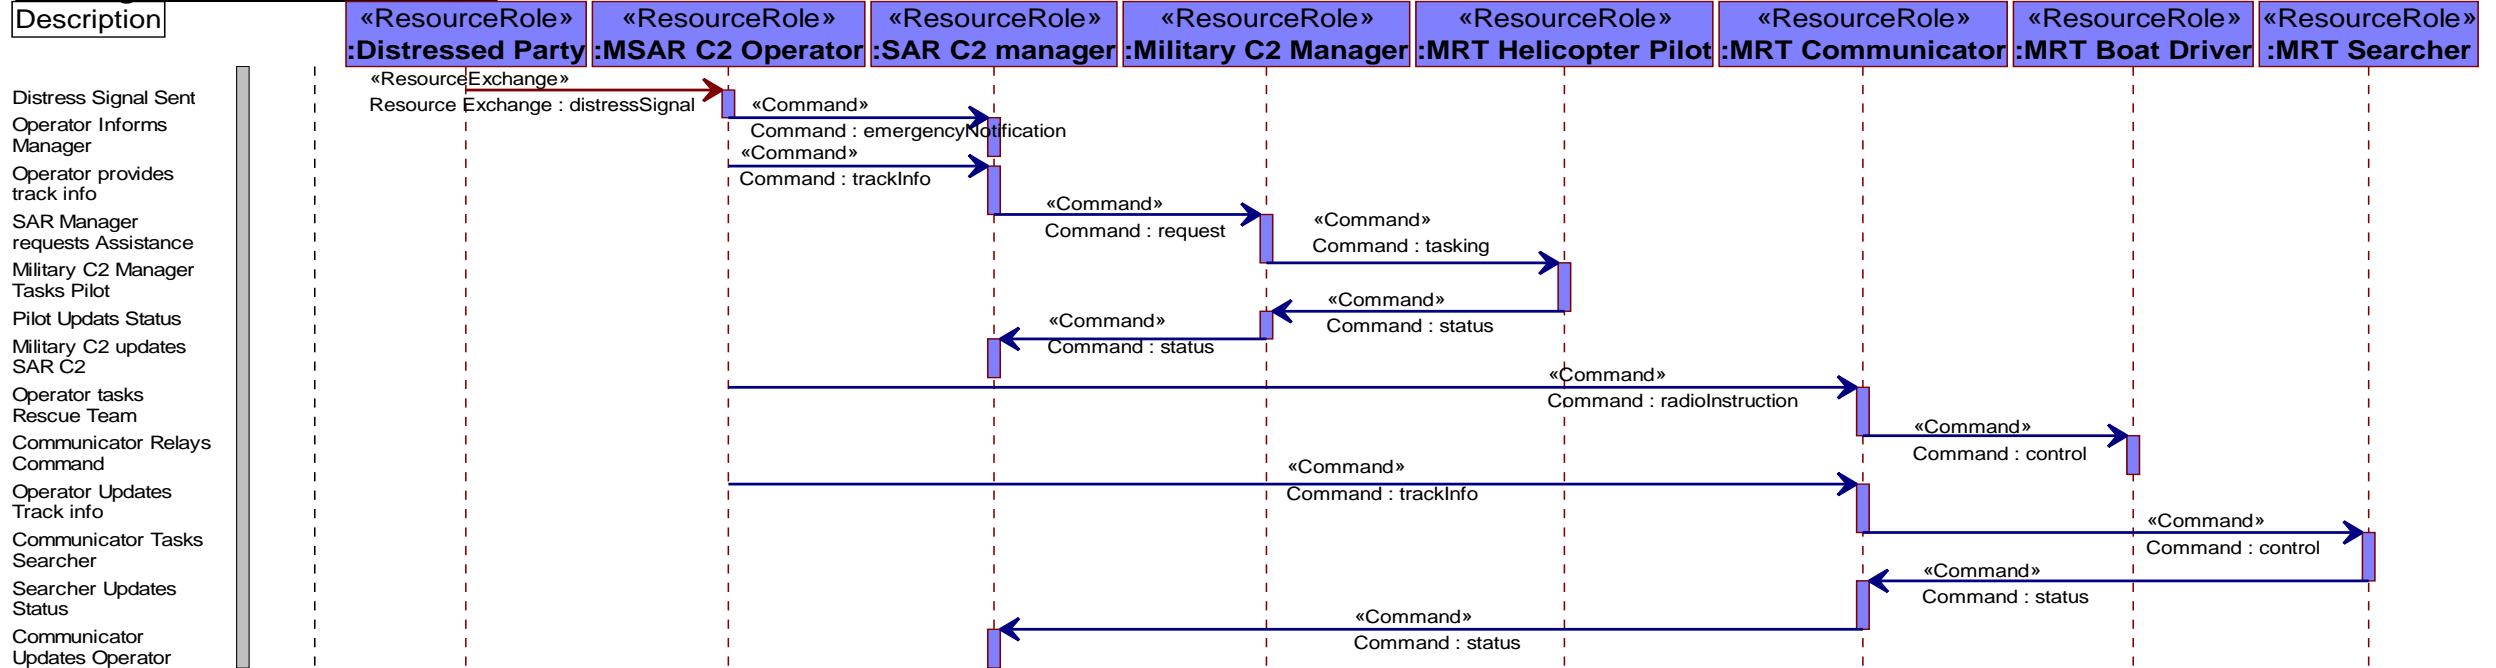 Description
«ResourceRole»
:Distressed Party
«ResourceRole»
:MSAR C2 Operator
«ResourceRole»
:SAR C2 manager
«ResourceRole»
:Military C2 Manager
«ResourceRole»
:MRT Helicopter Pilot
«ResourceRole»
:MRT Communicator
«ResourceRole»
:MRT Boat Driver
«ResourceRole»
:MRT Searcher
«ResourceExchange»
Distress Signal Sent
Resource Exchange : distressSignal
«Command»
Operator Informs
Manager
Command : emergencyNotification
«Command»
Operator provides
track info
Command : trackInfo
«Command»
SAR Manager
requests Assistance
Command : request
«Command»
Command : tasking
Military C2 Manager
Tasks Pilot
«Command»
Pilot Updats Status
Command : status
«Command»
Military C2 updates
SAR C2
Command : status
«Command»
Operator tasks
Rescue Team
Command : radioInstruction
«Command»
Communicator Relays
Command
Command : control
«Command»
Operator Updates
Track info
Command : trackInfo
«Command»
Communicator Tasks
Searcher
Command : control
«Command»
Searcher Updates
Status
Command : status
«Command»
Communicator
Updates Operator
Command : status